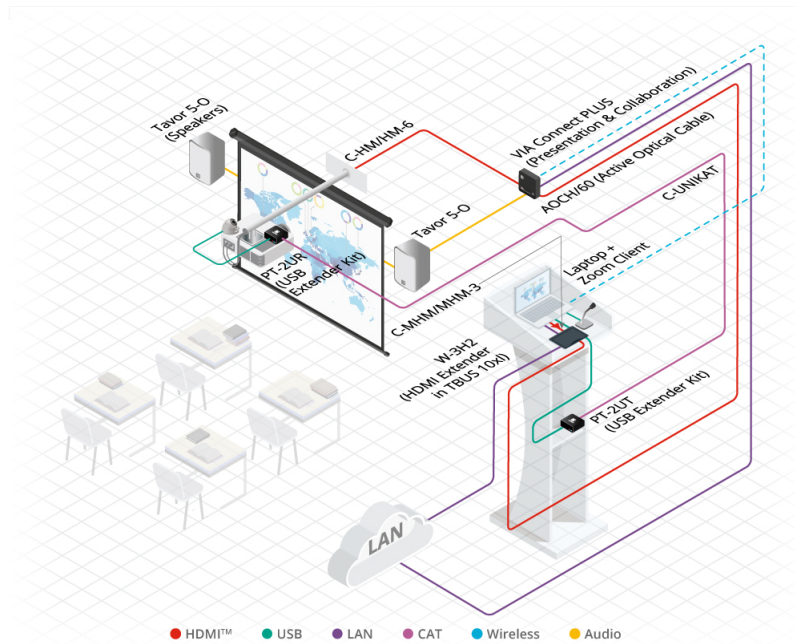 Tavor 5-O
(Speakers)
C-HM/HM-6
VIA Connect PLUS
(Presentation & Collaboration)
AOCH/60 (Active Optical Cable)
C-UNIKAT
Tavor 5-O
PT-2UR
(USB
Extender Kit)
C-MHM/MHM-3
Laptop +
Zoom Client
W-3H2
(HDMI Extender
in TBUS 10xl)
PT-2UT
(USB Extender Kit)
LAN
HDMI™
USB
LAN
CAT
Wireless
Audio